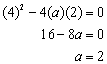 (4)² − 4(a)(2) = 0
16 − 8a = 0
a = 2